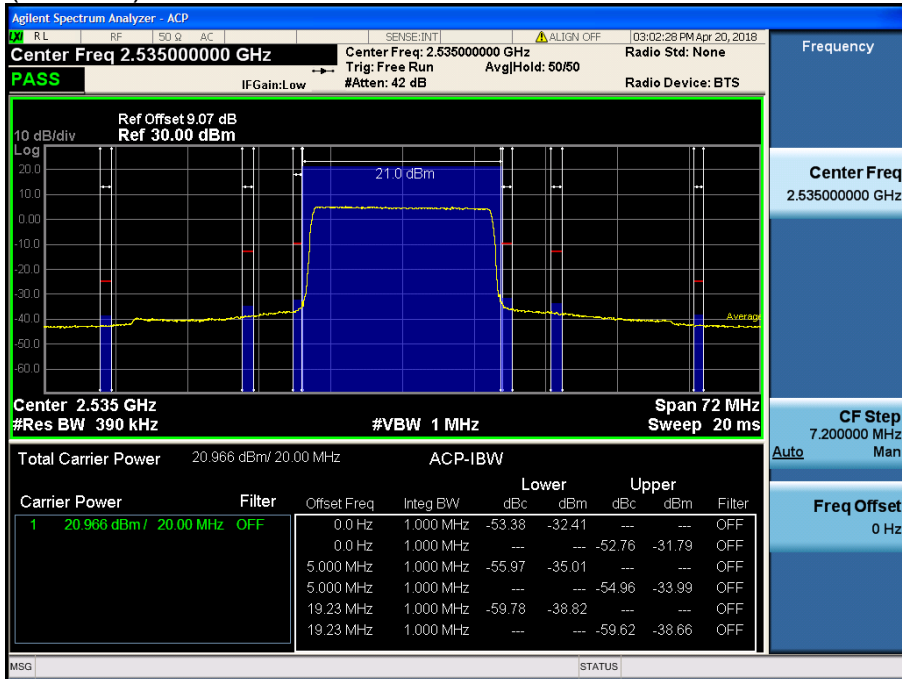 Agilent Spectrum Analyzer - ACP
LXI RL RF 50 Ω AC SENSE:INT ALIGN OFF 03:02:28 PM Apr 20, 2018
Center Freq 2.535000000 GHz Center Freq: 2.535000000 GHz Radio Std: None
Trig: Free Run Avg|Hold: 50/50
PASS IFGain:Low #Atten: 42 dB Radio Device: BTS
Frequency
Ref Offset 9.07 dB
10 dB/div Ref 30.00 dBm
Log
20.0
10.0
0.00
-10.0
-20.0
-30.0
-40.0
-50.0
-60.0
21.0 dBm
Average
Center 2.535 GHz Span 72 MHz
#Res BW 390 kHz #VBW 1 MHz Sweep 20 ms
Total Carrier Power 20.966 dBm/ 20.00 MHz ACP-IBW
Lower Upper
Carrier Power Filter Offset Freq Integ BW dBc dBm dBc dBm Filter
1 20.966 dBm / 20.00 MHz OFF 0.0 Hz 1.000 MHz -53.38 -32.41 --- --- OFF
0.0 Hz 1.000 MHz --- --- -52.76 -31.79 OFF
5.000 MHz 1.000 MHz -55.97 -35.01 --- --- OFF
5.000 MHz 1.000 MHz --- --- -54.96 -33.99 OFF
19.23 MHz 1.000 MHz -59.78 -38.82 --- --- OFF
19.23 MHz 1.000 MHz --- --- -59.62 -38.66 OFF
Center Freq
2.535000000 GHz
CF Step
7.200000 MHz
Auto Man
Freq Offset
0 Hz
MSG STATUS